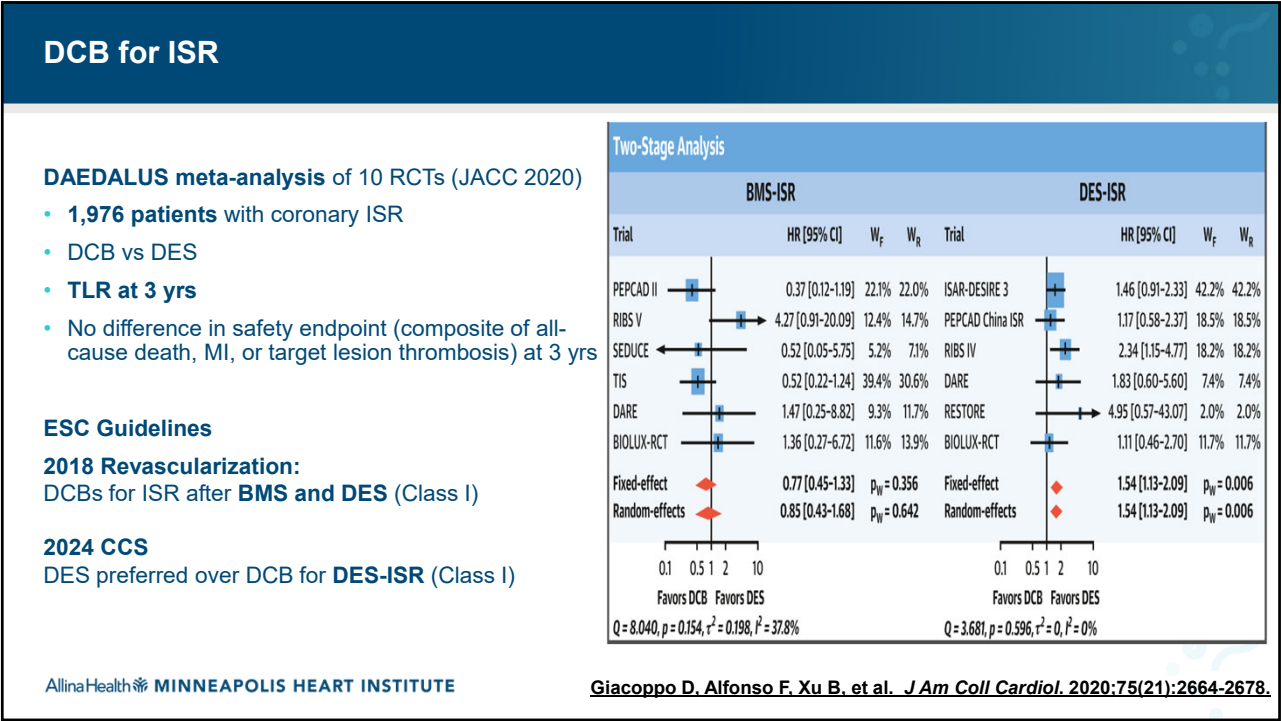 DCB for ISR
DAEDALUS meta-analysis of 10 RCTs (JACC 2020)
• 1,976 patients with coronary ISR
• DCB vs DES
• TLR at 3 yrs
• No difference in safety endpoint (composite of all-
cause death, MI, or target lesion thrombosis) at 3 yrs
ESC Guidelines
2018 Revascularization:
DCBs for ISR after BMS and DES (Class I)
2024 CCS
DES preferred over DCB for DES-ISR (Class I)
Two-Stage Analysis
BMS-ISR DES-ISR
Trial HR [95% CI] W_F W_R Trial HR [95% CI] W_F W_R
PEPCAD II 0.37 [0.12-1.19] 22.1% 22.0% ISAR-DESIRE 3 1.46 [0.91-2.33] 42.2% 42.2%
RIBS V 4.27 [0.91-20.09] 12.4% 14.7% PEPCAD China ISR 1.17 [0.58-2.37] 18.5% 18.5%
SEDUCE 0.52 [0.05-5.75] 5.2% 7.1% RIBS IV 2.34 [1.15-4.77] 18.2% 18.2%
TIS 0.52 [0.22-1.24] 39.4% 30.6% DARE 1.83 [0.60-5.60] 7.4% 7.4%
DARE 1.47 [0.25-8.82] 9.3% 11.7% RESTORE 4.95 [0.57-43.07] 2.0% 2.0%
BIOLUX-RCT 1.36 [0.27-6.72] 11.6% 13.9% BIOLUX-RCT 1.11 [0.46-2.70] 11.7% 11.7%
Fixed-effect 0.77 [0.45-1.33] p_W = 0.356 Fixed-effect 1.54 [1.13-2.09] p_W = 0.006
Random-effects 0.85 [0.43-1.68] p_W = 0.642 Random-effects 1.54 [1.13-2.09] p_W = 0.006
0.1 0.5 1 2 10 0.1 0.5 1 2 10
Favors DCB Favors DES Favors DCB Favors DES
Q = 8.040, p = 0.154, τ² = 0.198, I² = 37.8% Q = 3.681, p = 0.596, τ² = 0, I² = 0%
AllinaHealth MINNEAPOLIS HEART INSTITUTE
Giacoppo D, Alfonso F, Xu B, et al. J Am Coll Cardiol. 2020;75(21):2664-2678.